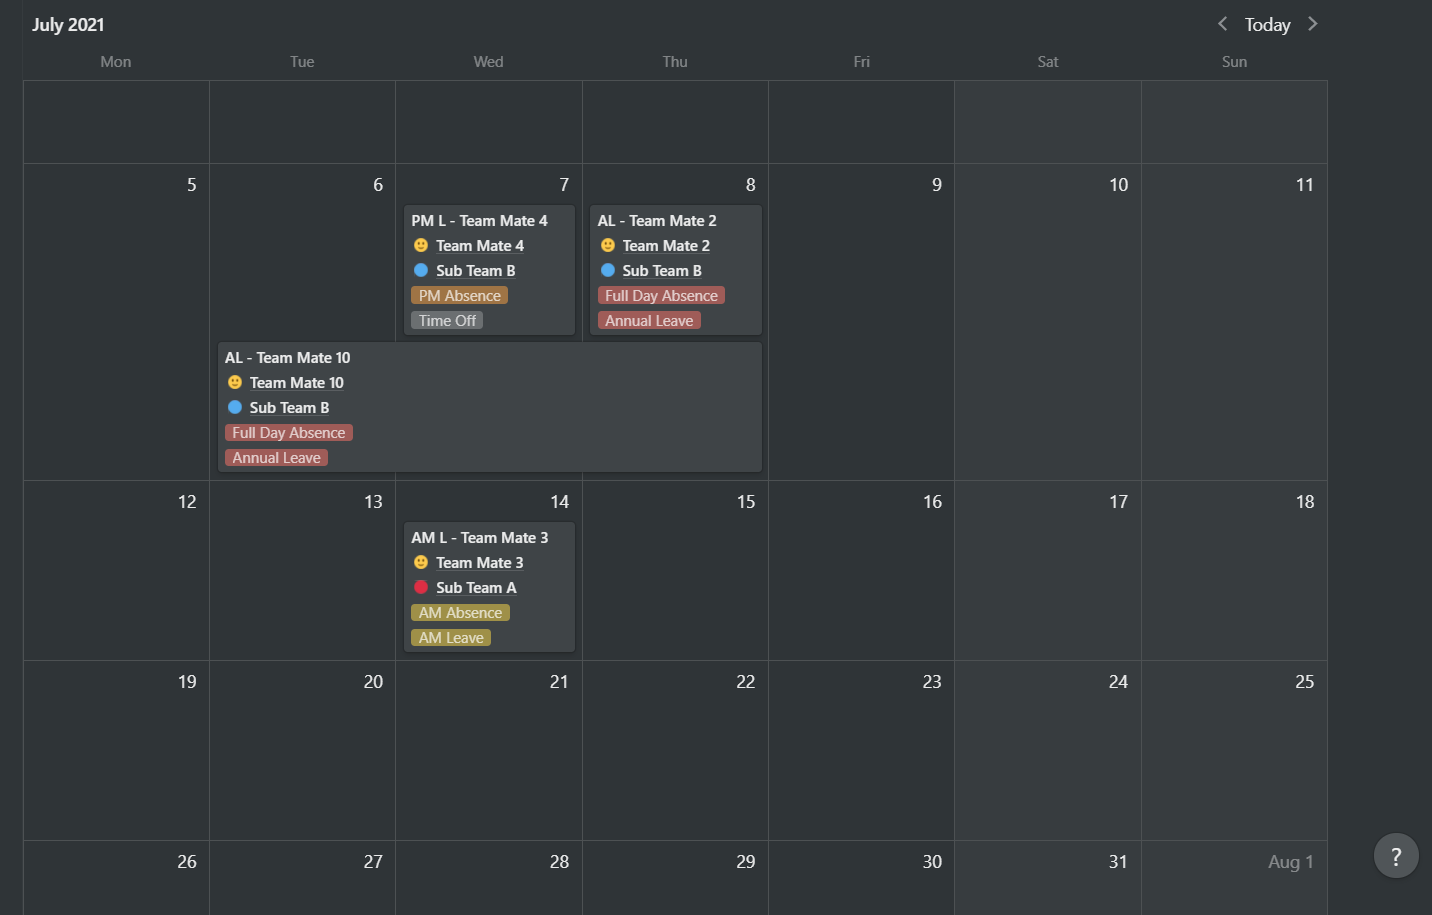 July 2021
Today
Mon Tue Wed Thu Fri Sat Sun
5 6 7 8 9 10 11
PM L - Team Mate 4
Team Mate 4
Sub Team B
PM Absence
Time Off
AL - Team Mate 2
Team Mate 2
Sub Team B
Full Day Absence
Annual Leave
AL - Team Mate 10
Team Mate 10
Sub Team B
Full Day Absence
Annual Leave
12 13 14 15 16 17 18
AM L - Team Mate 3
Team Mate 3
Sub Team A
AM Absence
AM Leave
19 20 21 22 23 24 25
26 27 28 29 30 31 Aug 1
?